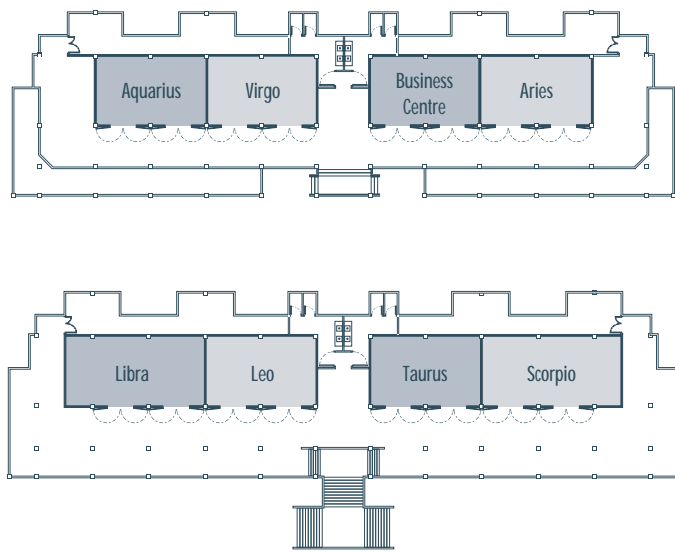 Aquarius
Virgo
Business
Centre
Aries
Libra
Leo
Taurus
Scorpio